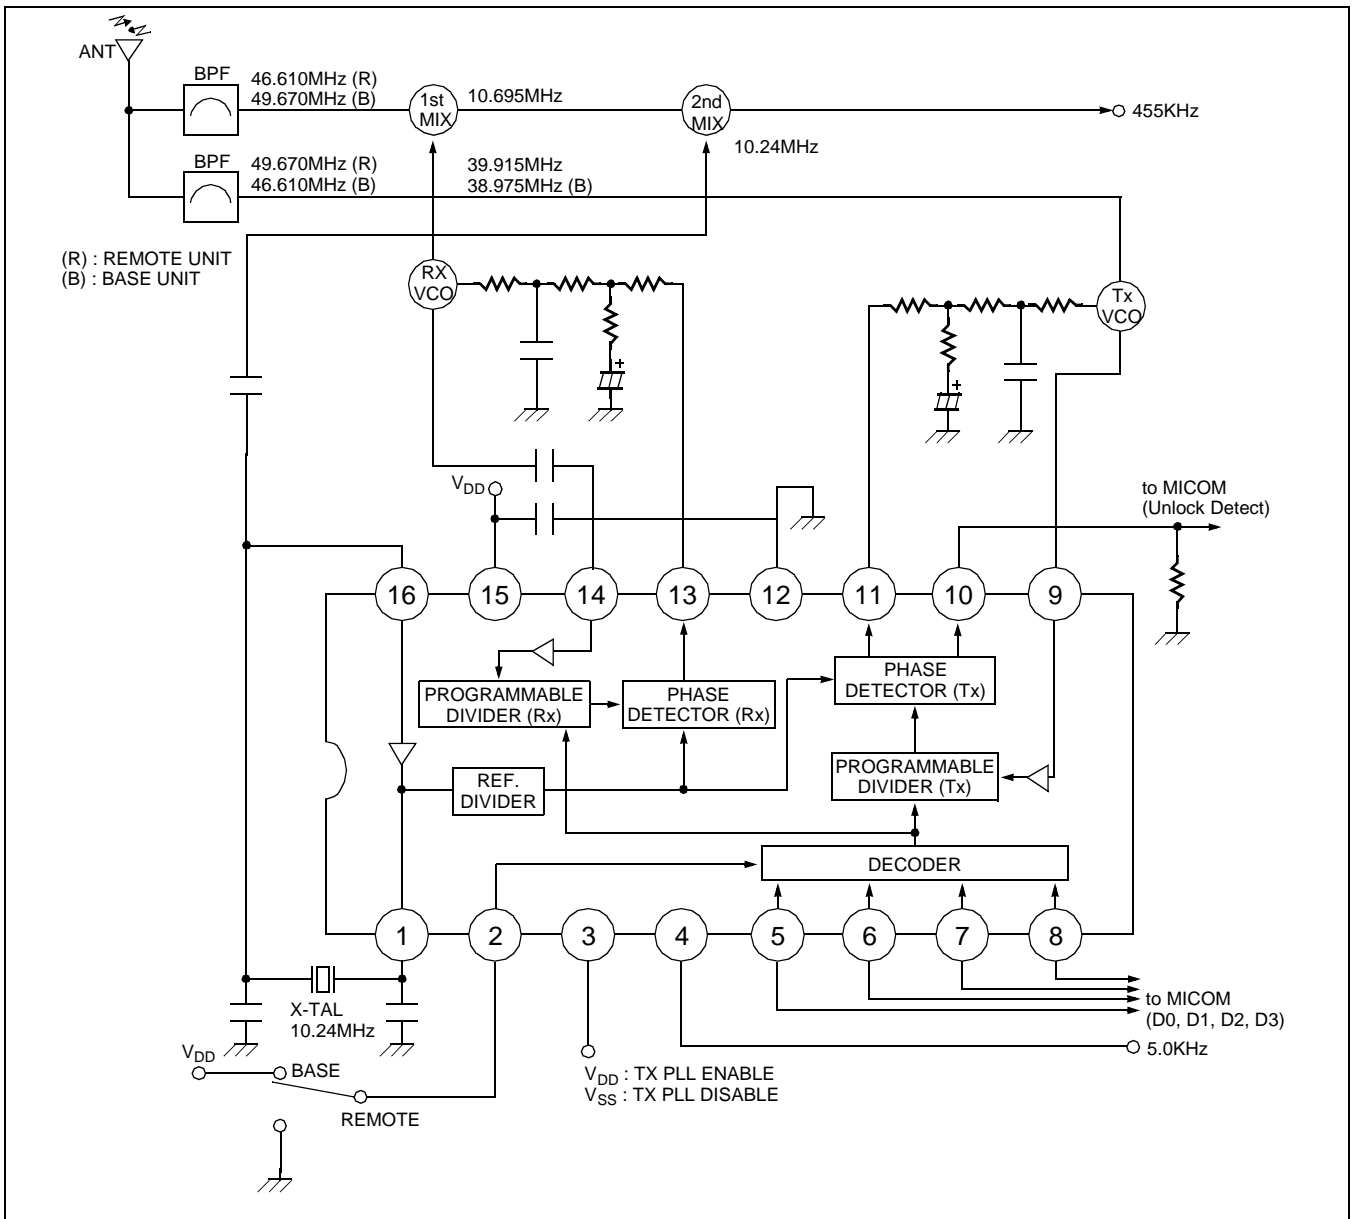 ANT
BPF
46.610MHz (R)
49.670MHz (B)
1st
MIX
10.695MHz
2nd
MIX
455KHz
10.24MHz
BPF
49.670MHz (R)
46.610MHz (B)
39.915MHz
38.975MHz (B)
(R) : REMOTE UNIT
(B) : BASE UNIT
RX
VCO
Tx
VCO
VDD
to MICOM
(Unlock Detect)
16
15
14
13
12
11
10
9
PROGRAMMABLE
DIVIDER (Rx)
PHASE
DETECTOR (Rx)
PHASE
DETECTOR (Tx)
REF.
DIVIDER
PROGRAMMABLE
DIVIDER (Tx)
DECODER
1
2
3
4
5
6
7
8
X-TAL
10.24MHz
to MICOM
(D0, D1, D2, D3)
5.0KHz
VDD
BASE
REMOTE
VDD : TX PLL ENABLE
VSS : TX PLL DISABLE